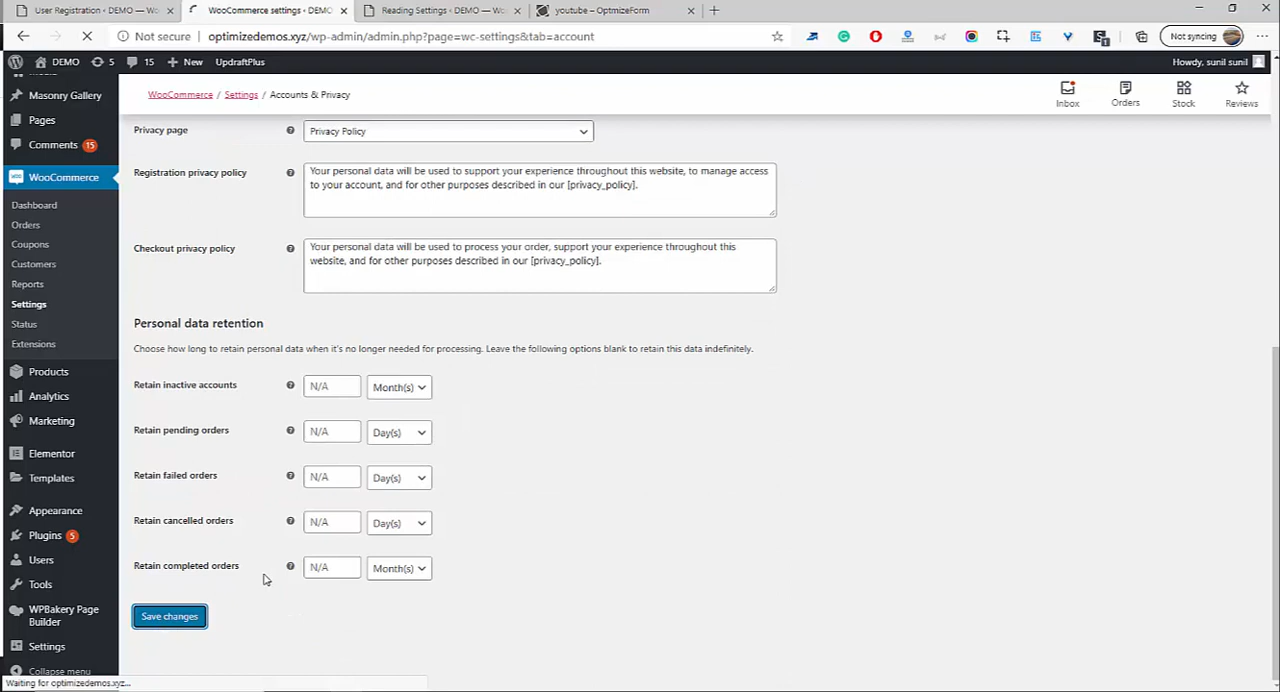 User Registration ‹ DEMO — W
WooCommerce settings ‹ DEMO
Reading Settings ‹ DEMO — W
youtube – OptmizeForm
Not secure
optimizedemos.xyz/wp-admin/admin.php?page=wc-settings&tab=account
Not syncing
DEMO
5
15
New
UpdraftPlus
Howdy, sunil sunil
Masonry Gallery
Pages
Comments 15
WooCommerce
Dashboard
Orders
Coupons
Customers
Reports
Settings
Status
Extensions
Products
Analytics
Marketing
Elementor
Templates
Appearance
Plugins 5
Users
Tools
WPBakery Page
Builder
Settings
Collapse menu
WooCommerce / Settings / Accounts & Privacy
Inbox
Orders
Stock
Reviews
Privacy page
Privacy Policy
Registration privacy policy
Your personal data will be used to support your experience throughout this website, to manage access
to your account, and for other purposes described in our [privacy_policy].
Checkout privacy policy
Your personal data will be used to process your order, support your experience throughout this
website, and for other purposes described in our [privacy_policy].
Personal data retention
Choose how long to retain personal data when it's no longer needed for processing. Leave the following options blank to retain this data indefinitely.
Retain inactive accounts
N/A
Month(s)
Retain pending orders
N/A
Day(s)
Retain failed orders
N/A
Day(s)
Retain cancelled orders
N/A
Day(s)
Retain completed orders
N/A
Month(s)
Save changes
Waiting for optimizedemos.xyz...